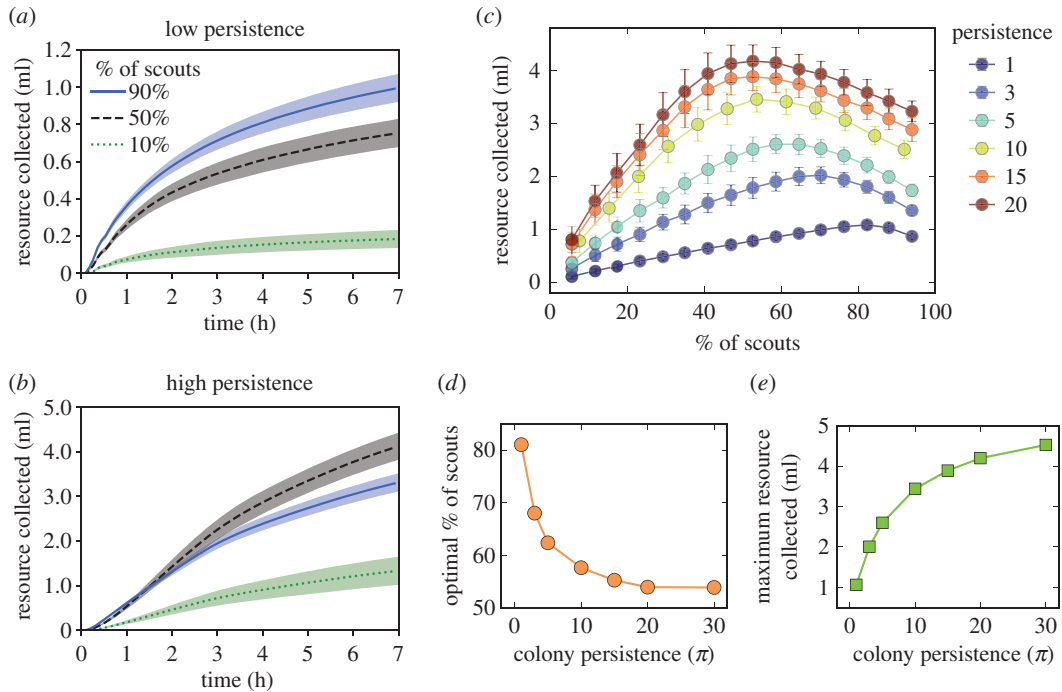 (a)
low persistence
resource collected (ml)
1.2
1.0
0.8
0.6
0.4
0.2
0
% of scouts
90%
50%
10%
0 1 2 3 4 5 6 7
time (h)
(b)
high persistence
resource collected (ml)
5.0
4.0
3.0
2.0
1.0
0
0 1 2 3 4 5 6 7
time (h)
(c)
resource collected (ml)
4
3
2
1
0
0 20 40 60 80 100
% of scouts
persistence
1
3
5
10
15
20
(d)
optimal % of scouts
80
70
60
50
0 10 20 30
colony persistence (π)
(e)
maximum resource
collected (ml)
5
4
3
2
1
0 10 20 30
colony persistence (π)